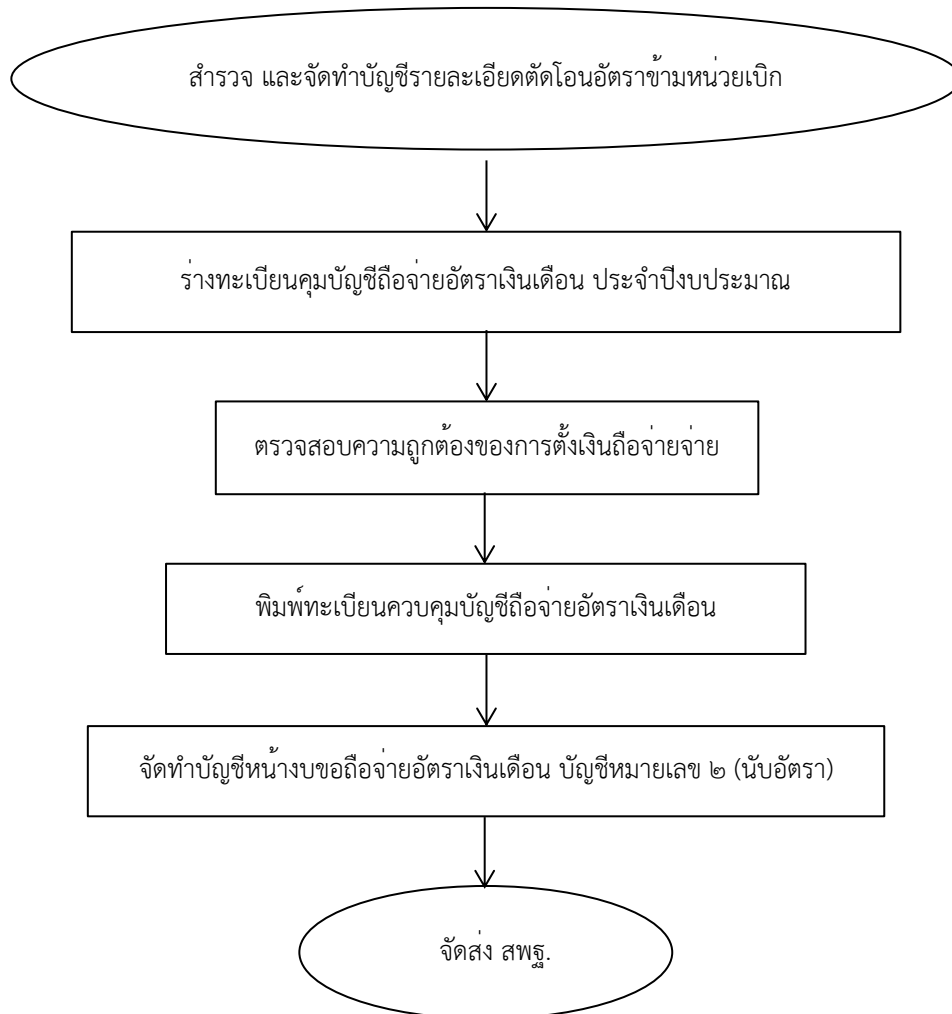 สำรวจ และจัดทำบัญชีรายละเอียดตัดโอนอัตราข้ามหน่วยเบิก
ร่างทะเบียนคุมบัญชีถือจ่ายอัตราเงินเดือน ประจำปีงบประมาณ
ตรวจสอบความถูกต้องของการตั้งเงินถือจ่ายจ่าย
พิมพ์ทะเบียนควบคุมบัญชีถือจ่ายอัตราเงินเดือน
จัดทำบัญชีหน้างบขอถือจ่ายอัตราเงินเดือน บัญชีหมายเลข ๒ (นับอัตรา)
จัดส่ง สพฐ.